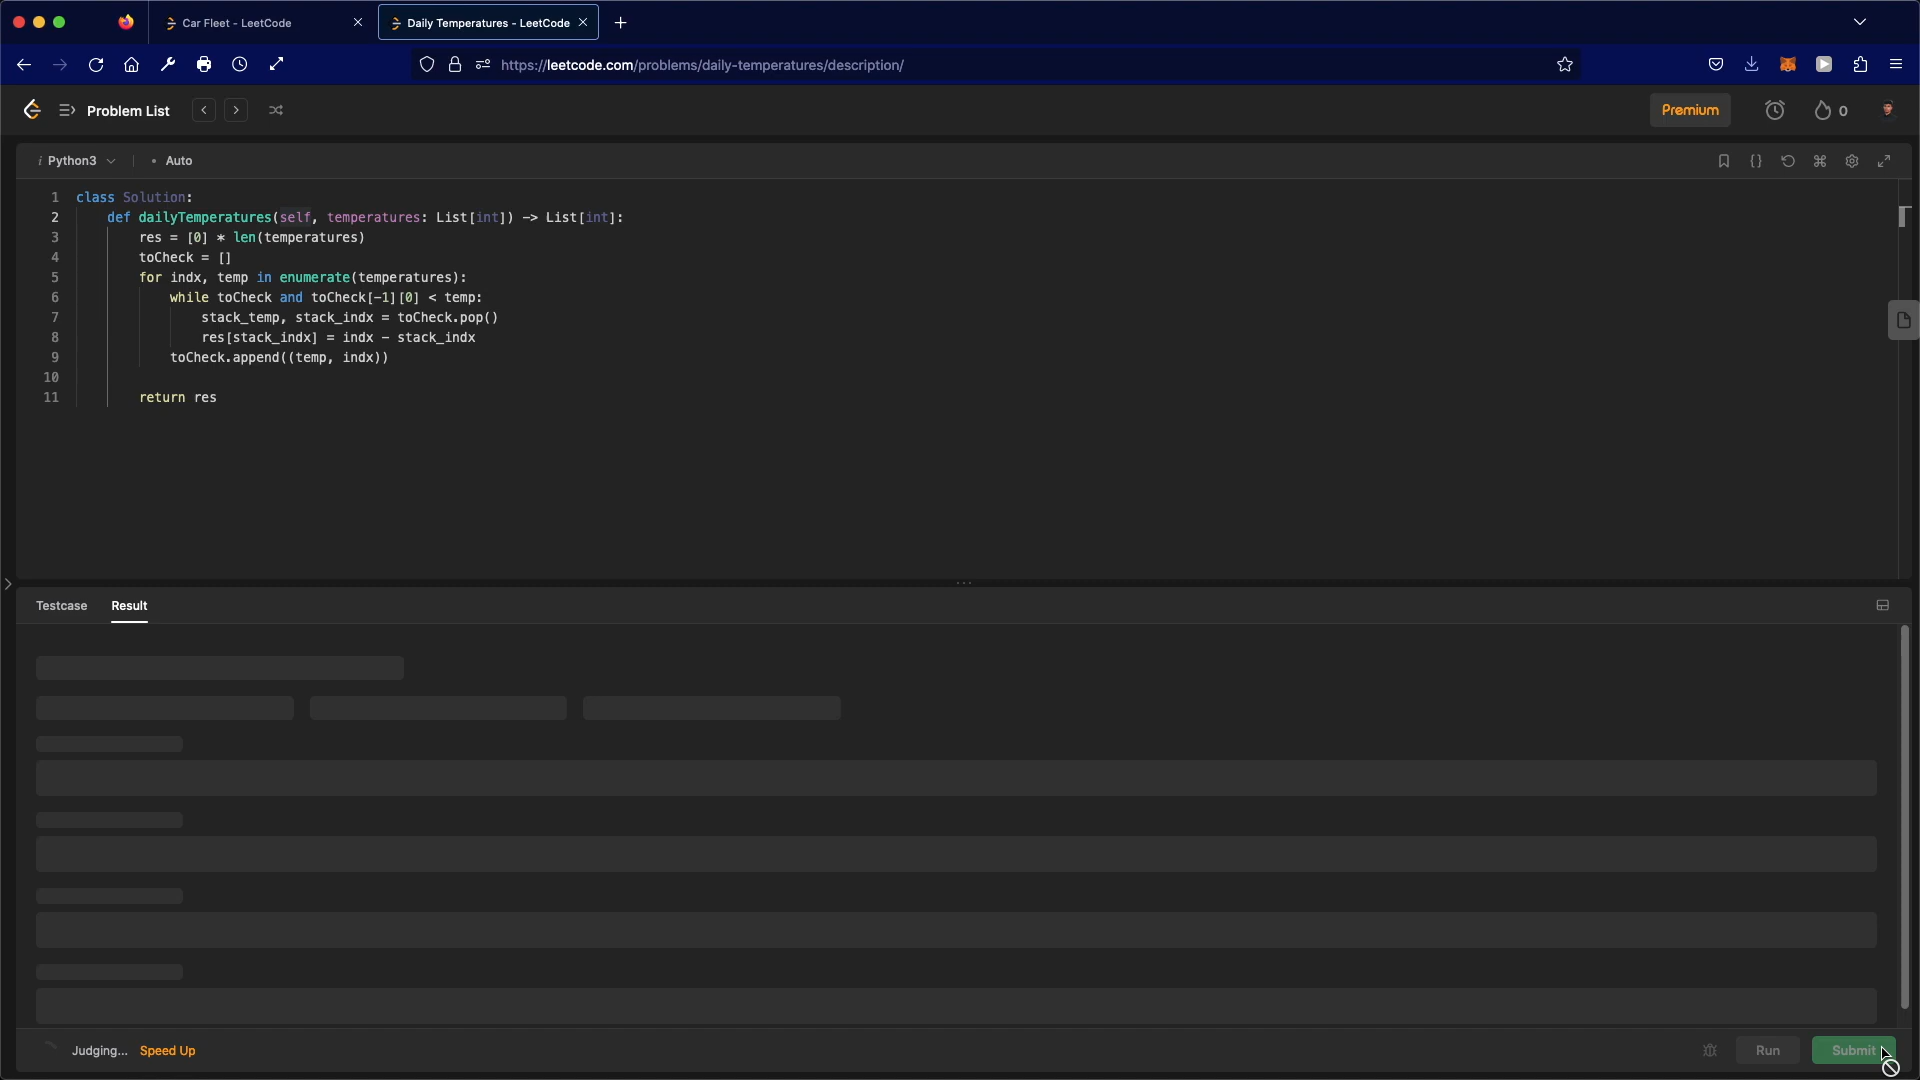 Car Fleet - LeetCode
Daily Temperatures - LeetCode
https://leetcode.com/problems/daily-temperatures/description/
Problem List
Premium
0
Python3
Auto
1 class Solution:
2 def dailyTemperatures(self, temperatures: List[int]) -> List[int]:
3 res = [0] * len(temperatures)
4 toCheck = []
5 for indx, temp in enumerate(temperatures):
6 while toCheck and toCheck[-1][0] < temp:
7 stack_temp, stack_indx = toCheck.pop()
8 res[stack_indx] = indx - stack_indx
9 toCheck.append((temp, indx))
10
11 return res
Testcase
Result
Judging... Speed Up
Run
Submit